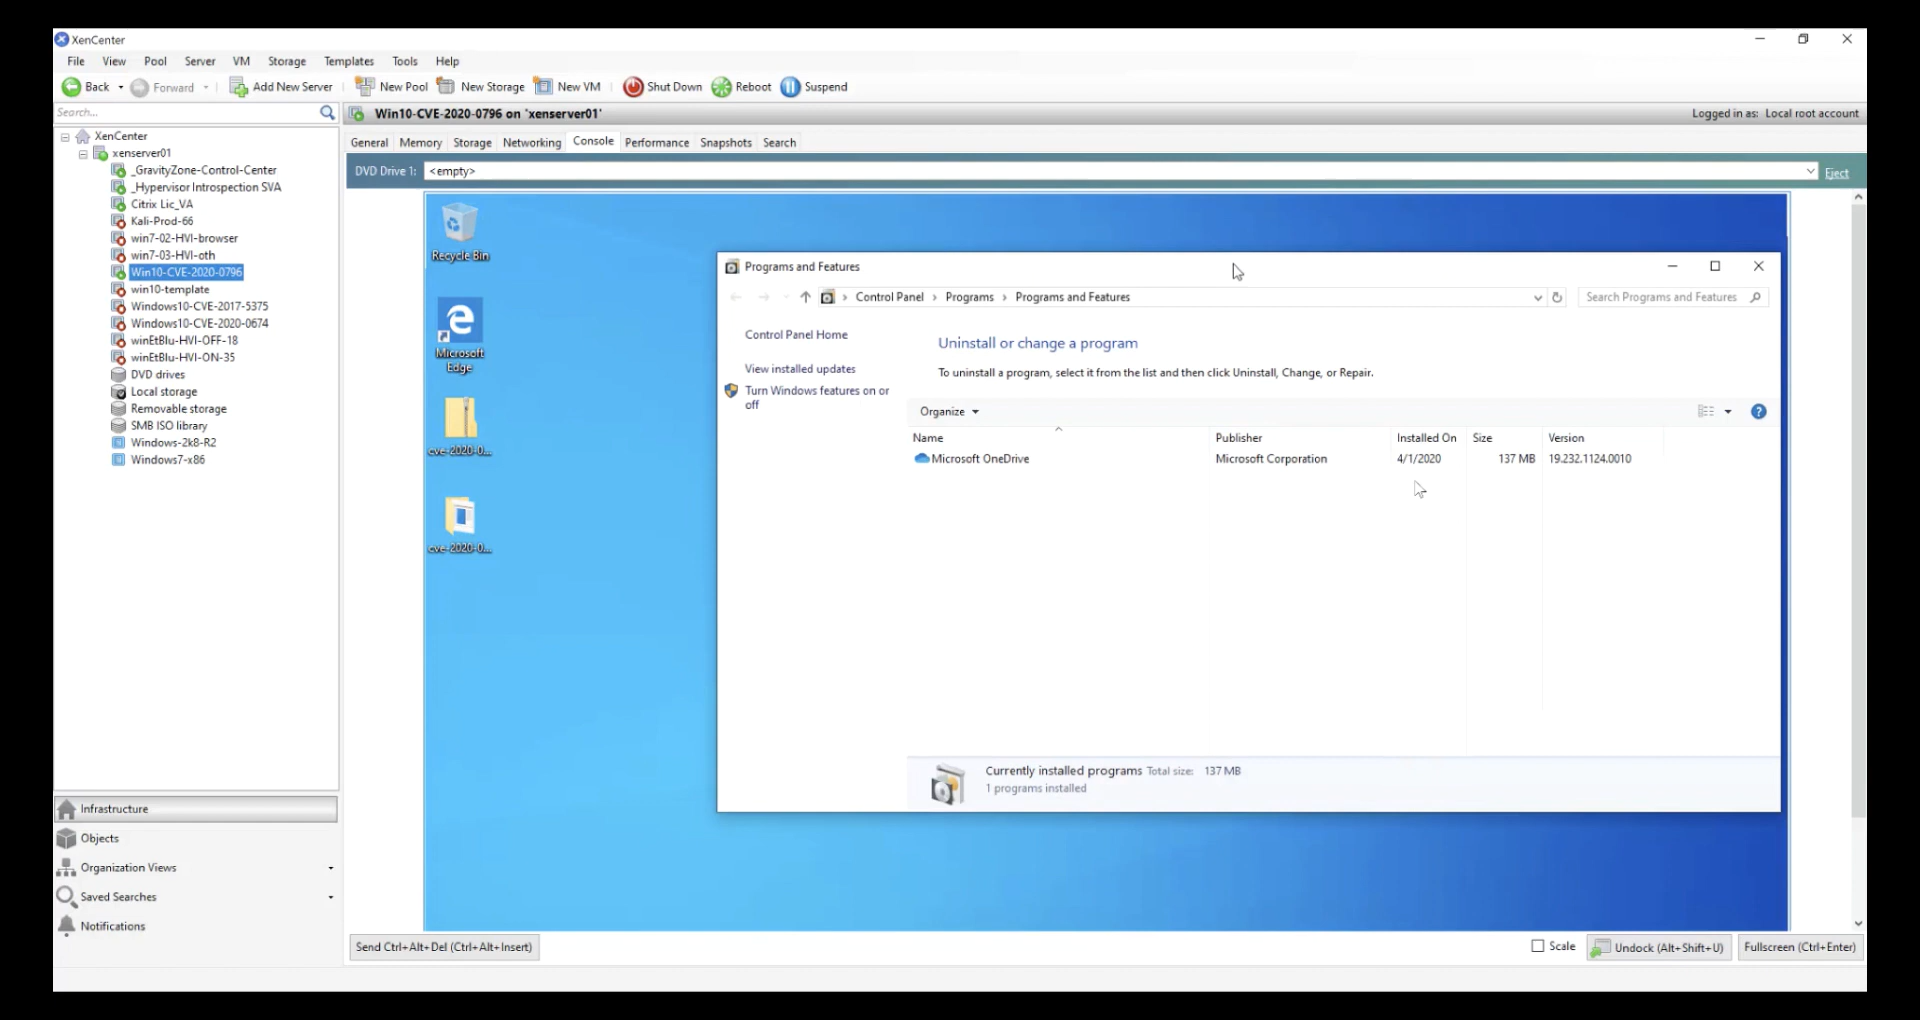 XenCenter
File View Pool Server VM Storage Templates Tools Help
Back Forward Add New Server New Pool New Storage New VM Shut Down Reboot Suspend
Search...
Win10-CVE-2020-0796 on 'xenserver01'
Logged in as: Local root account
XenCenter
xenserver01
_GravityZone-Control-Center
_Hypervisor Introspection SVA
Citrix Lic_VA
Kali-Prod-66
win7-02-HVI-browser
win7-03-HVI-oth
Win10-CVE-2020-0796
win10-template
Windows10-CVE-2017-5375
Windows10-CVE-2020-0674
winEtBlu-HVI-OFF-18
winEtBlu-HVI-ON-35
DVD drives
Local storage
Removable storage
SMB ISO library
Windows-2k8-R2
Windows7-x86
Infrastructure
Objects
Organization Views
Saved Searches
Notifications
General Memory Storage Networking Console Performance Snapshots Search
DVD Drive 1: <empty> Eject
Recycle Bin
Microsoft
Edge
cve-2020-0...
cve-2020-0...
Programs and Features
Control Panel > Programs > Programs and Features
Search Programs and Features
Control Panel Home
View installed updates
Turn Windows features on or
off
Uninstall or change a program
To uninstall a program, select it from the list and then click Uninstall, Change, or Repair.
Organize
Name Publisher Installed On Size Version
Microsoft OneDrive Microsoft Corporation 4/1/2020 137 MB 19.232.1124.0010
Currently installed programs Total size: 137 MB
1 programs installed
Send Ctrl+Alt+Del (Ctrl+Alt+Insert)
Scale
Undock (Alt+Shift+U)
Fullscreen (Ctrl+Enter)